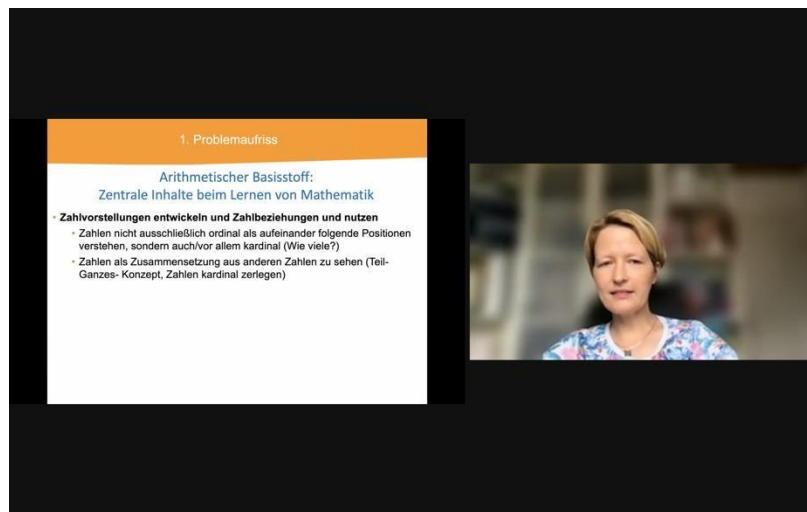 1. Problemaufriss
Arithmetischer Basisstoff:
Zentrale Inhalte beim Lernen von Mathematik
• Zahlvorstellungen entwickeln und Zahlbeziehungen und nutzen
• Zahlen nicht ausschließlich ordinal als aufeinander folgende Positionen
verstehen, sondern auch/vor allem kardinal (Wie viele?)
• Zahlen als Zusammensetzung aus anderen Zahlen zu sehen (Teil-
Ganzes- Konzept, Zahlen kardinal zerlegen)